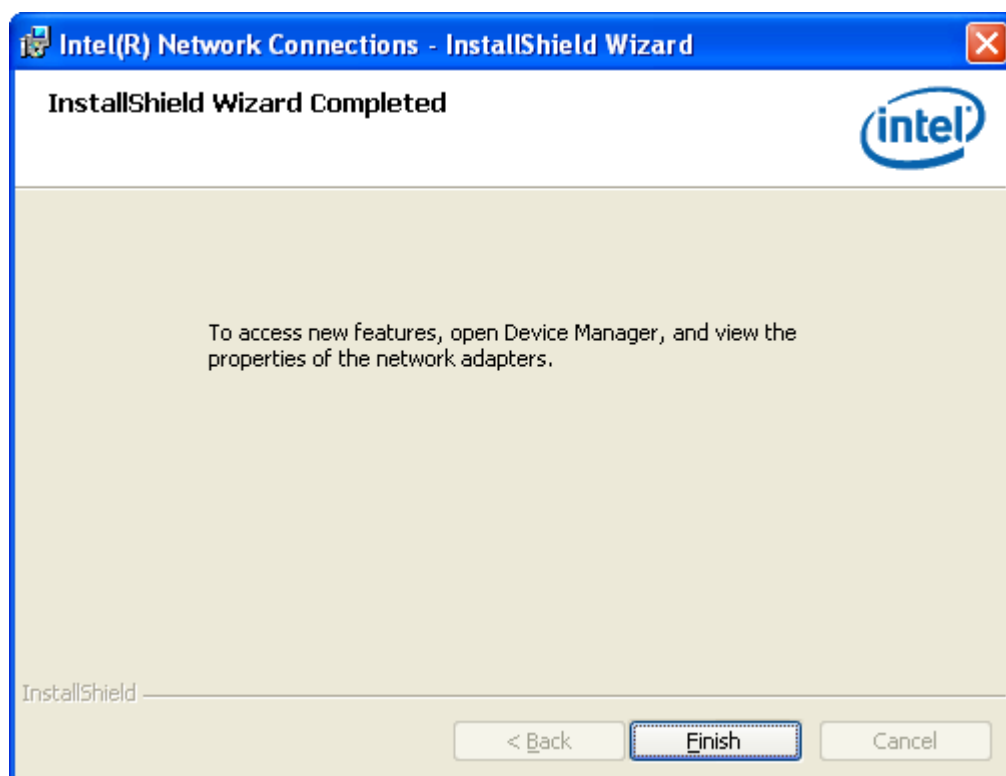 Intel(R) Network Connections - InstallShield Wizard
InstallShield Wizard Completed
intel
To access new features, open Device Manager, and view the
properties of the network adapters.
InstallShield
< Back
Finish
Cancel